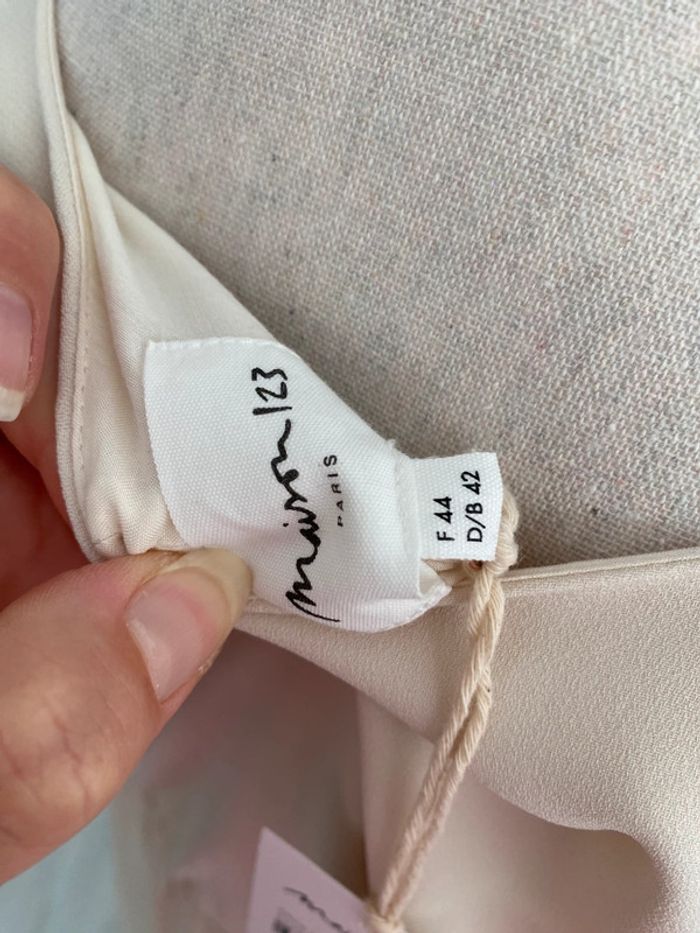 maison 123
PARIS
F 44
D/B 42